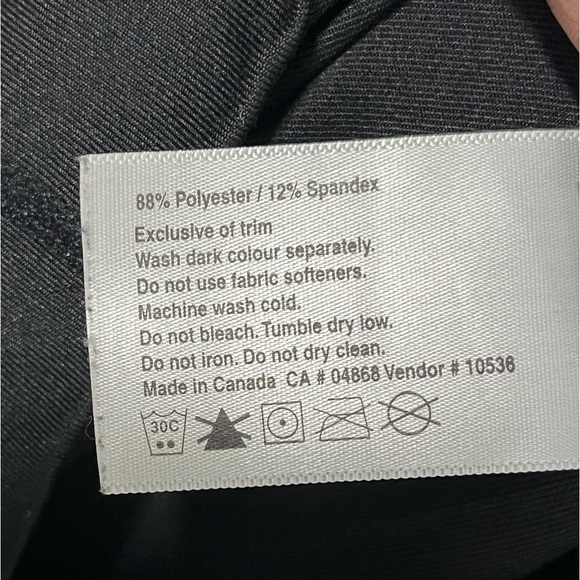 88% Polyester / 12% Spandex
Exclusive of trim
Wash dark colour separately.
Do not use fabric softeners.
Machine wash cold.
Do not bleach. Tumble dry low.
Do not iron. Do not dry clean.
Made in Canada CA # 04868 Vendor # 10536
30C